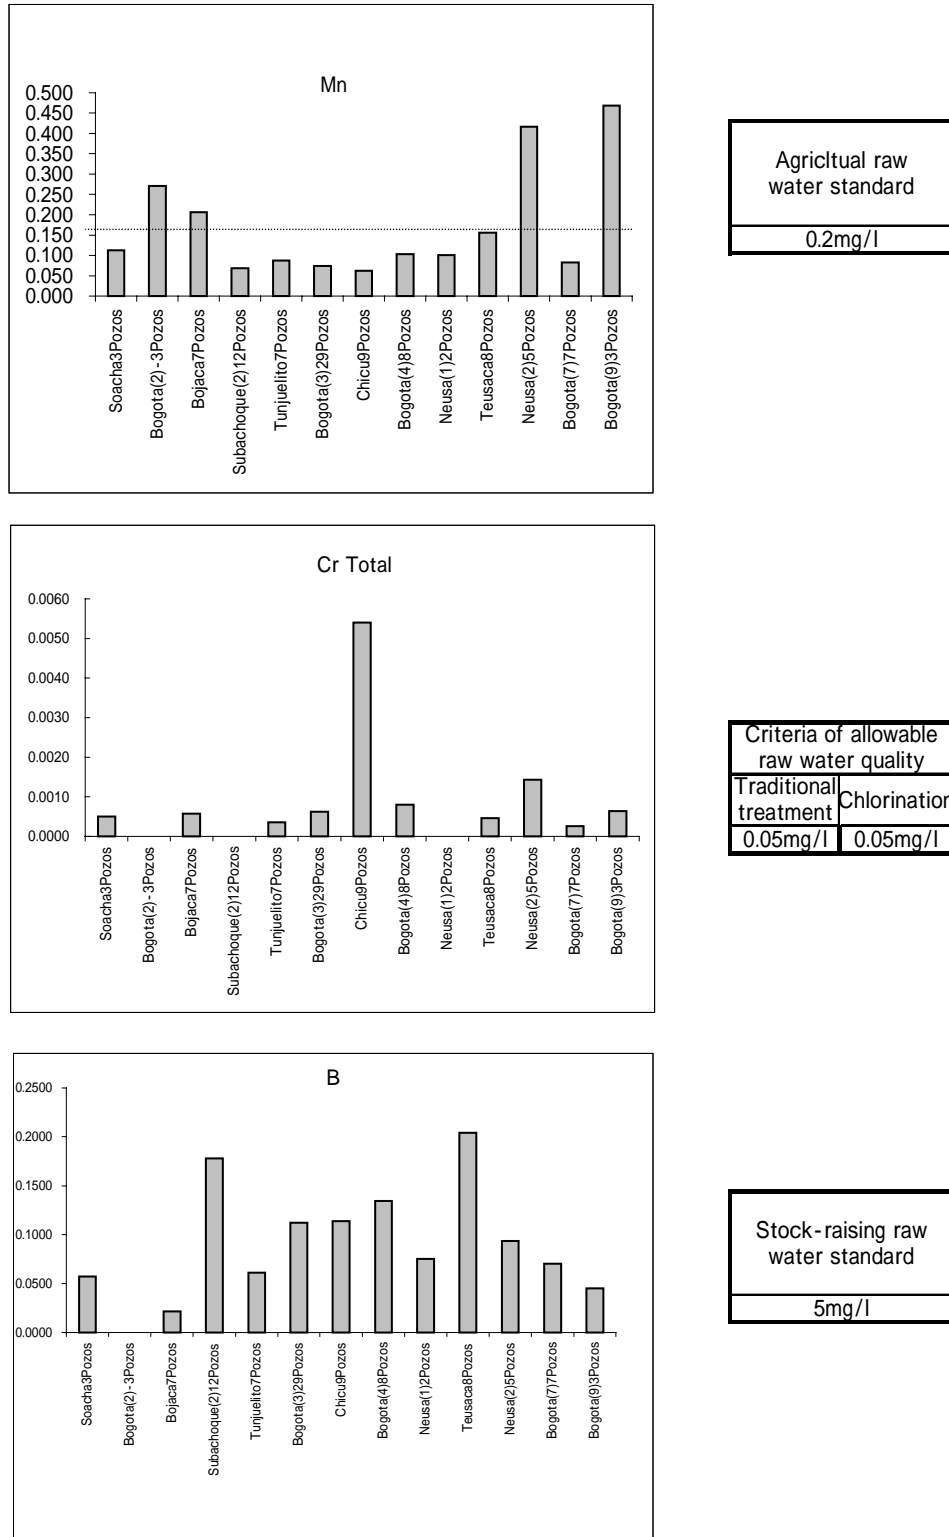 Mn
0.500
0.450
0.400
0.350
0.300
0.250
0.200
0.150
0.100
0.050
0.000
Soacha3Pozos
Bogota(2)-3Pozos
Bojaca7Pozos
Subachoque(2)12Pozos
Tunjuelito7Pozos
Bogota(3)29Pozos
Chicu9Pozos
Bogota(4)8Pozos
Neusa(1)2Pozos
Teusaca8Pozos
Neusa(2)5Pozos
Bogota(7)7Pozos
Bogota(9)3Pozos
Agricltual raw
water standard
0.2mg/l
Cr Total
0.0060
0.0050
0.0040
0.0030
0.0020
0.0010
0.0000
Soacha3Pozos
Bogota(2)-3Pozos
Bojaca7Pozos
Subachoque(2)12Pozos
Tunjuelito7Pozos
Bogota(3)29Pozos
Chicu9Pozos
Bogota(4)8Pozos
Neusa(1)2Pozos
Teusaca8Pozos
Neusa(2)5Pozos
Bogota(7)7Pozos
Bogota(9)3Pozos
Criteria of allowable
raw water quality
Traditional
treatment
Chlorination
0.05mg/l 0.05mg/l
B
0.2500
0.2000
0.1500
0.1000
0.0500
0.0000
Soacha3Pozos
Bogota(2)-3Pozos
Bojaca7Pozos
Subachoque(2)12Pozos
Tunjuelito7Pozos
Bogota(3)29Pozos
Chicu9Pozos
Bogota(4)8Pozos
Neusa(1)2Pozos
Teusaca8Pozos
Neusa(2)5Pozos
Bogota(7)7Pozos
Bogota(9)3Pozos
Stock-raising raw
water standard
5mg/l